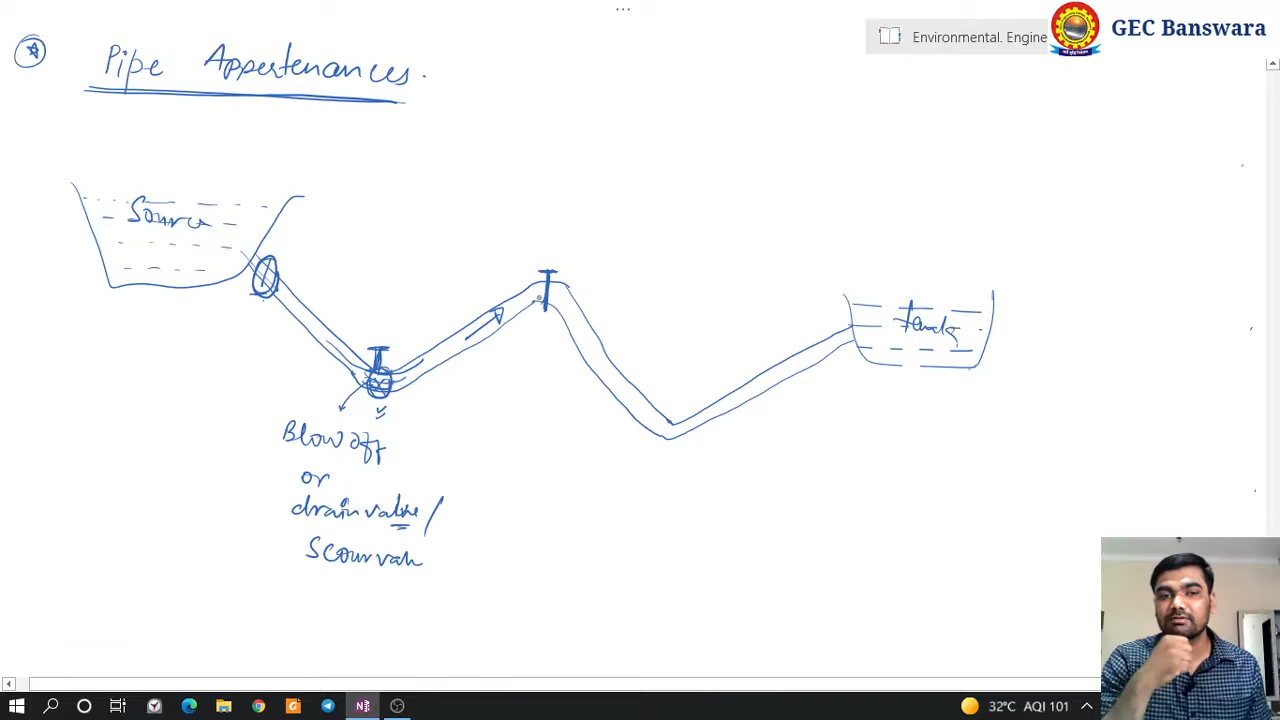 ...
Environmental. Engine
GEC Banswara
Pipe Appertenances.
Source
Tank
Blow off
or
drain valve /
Scour valv
32°C AQI 101